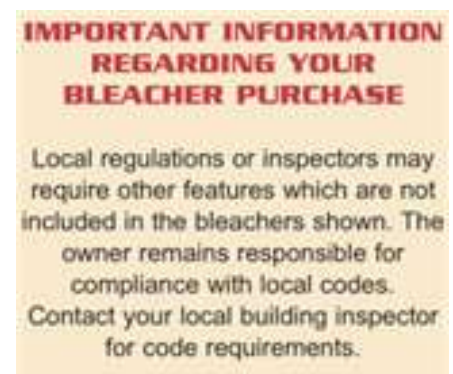 IMPORTANT INFORMATION
REGARDING YOUR
BLEACHER PURCHASE
Local regulations or inspectors may
require other features which are not
included in the bleachers shown. The
owner remains responsible for
compliance with local codes.
Contact your local building inspector
for code requirements.